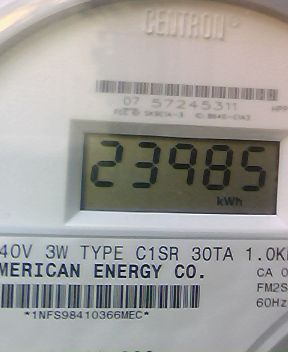 CENTRON
07 57245311
23985
kWh
40V 3W TYPE C1SR 30TA 1.0K
MERICAN ENERGY CO.
CA 0
FM2S
60Hz
*1NFS98410366MEC*